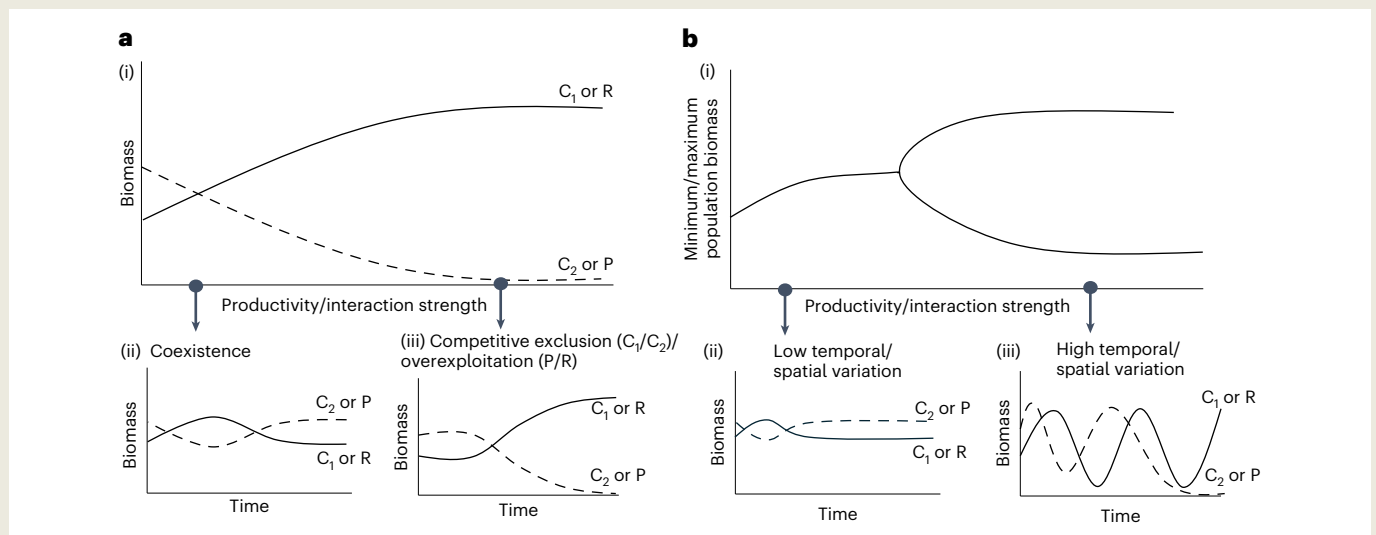 a
(i)
Biomass
C₁ or R
C₂ or P
Productivity/interaction strength
(ii) Coexistence
Biomass
C₂ or P
C₁ or R
Time
(iii) Competitive exclusion (C₁/C₂)/
overexploitation (P/R)
Biomass
C₁ or R
C₂ or P
Time
b
(i)
Minimum/maximum
population biomass
Productivity/interaction strength
(ii)
Low temporal/
spatial variation
Biomass
C₂ or P
C₁ or R
Time
(iii)
High temporal/
spatial variation
Biomass
C₁ or R
C₂ or P
Time